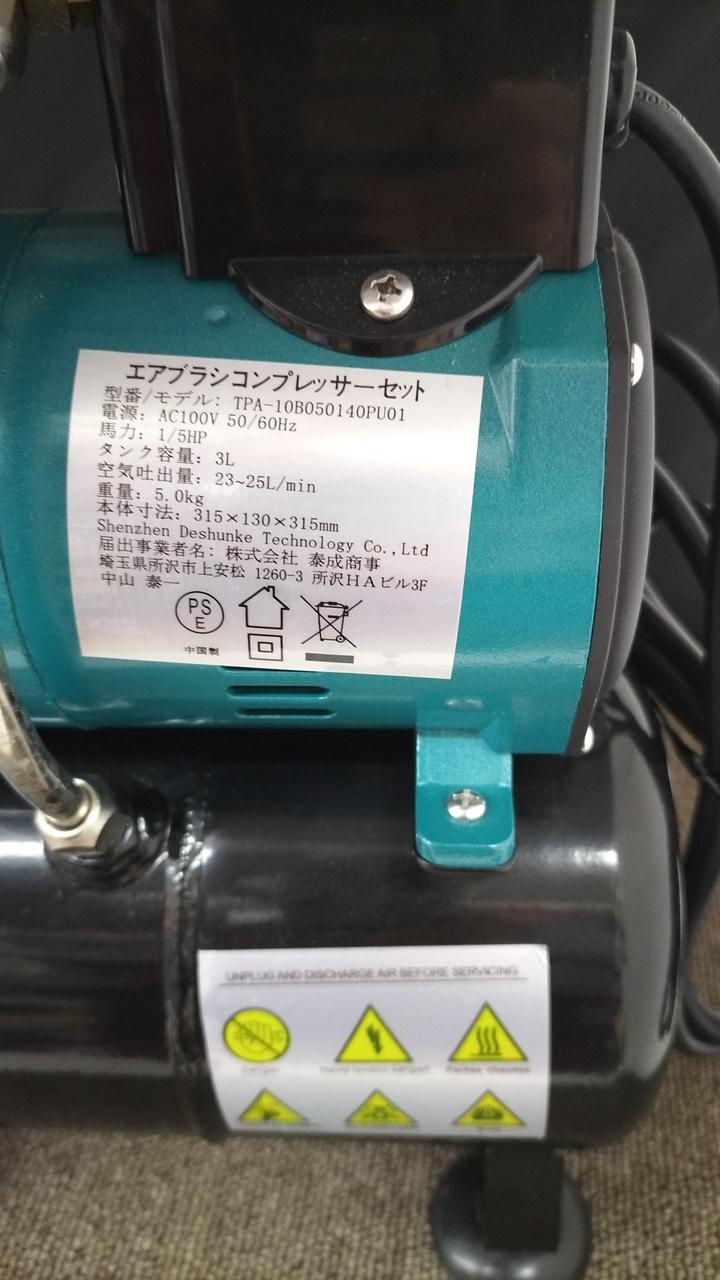 エアブラシコンプレッサーセット
型番/モデル: TPA-10B050140PU01
電源: AC100V 50/60Hz
馬力: 1/5HP
タンク容量: 3L
空気吐出量: 23~25L/min
重量: 5.0kg
本体寸法: 315×130×315mm
Shenzhen Deshunke Technology Co.,Ltd
届出事業者名: 株式会社 泰成商事
埼玉県所沢市上安松 1260-3 所沢HAビル3F
中山 泰一
PS
E
中国製
UNPLUG AND DISCHARGE AIR BEFORE SERVICING
Danger